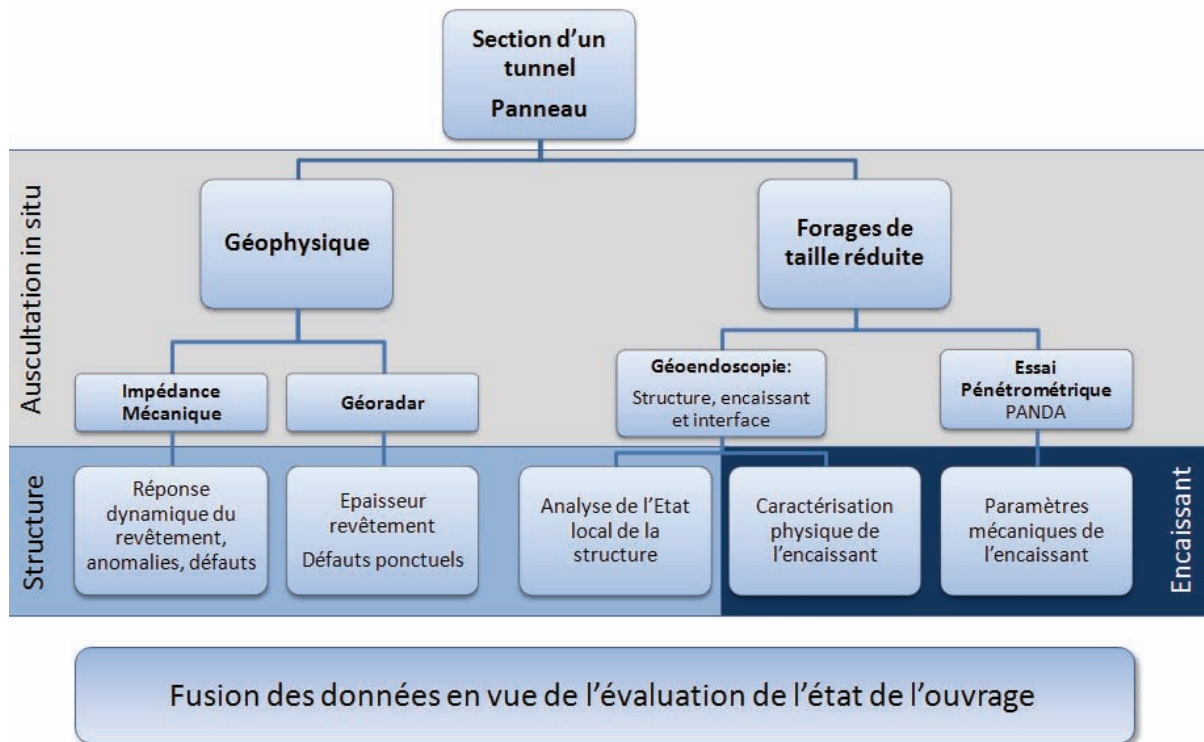 Section d'un
tunnel
Panneau
Auscultation in situ
Géophysique
Forages de
taille réduite
Impédance
Mécanique
Géoradar
Géoendoscopie:
Structure, encaissant
et interface
Essai
Pénétrométrique
PANDA
Structure
Réponse
dynamique du
revêtement,
anomalies, défauts
Epaisseur
revêtement
Défauts ponctuels
Analyse de l'Etat
local de la
structure
Caractérisation
physique de
l'encaissant
Paramètres
mécaniques de
l'encaissant
Encaissant
Fusion des données en vue de l'évaluation de l'état de l'ouvrage